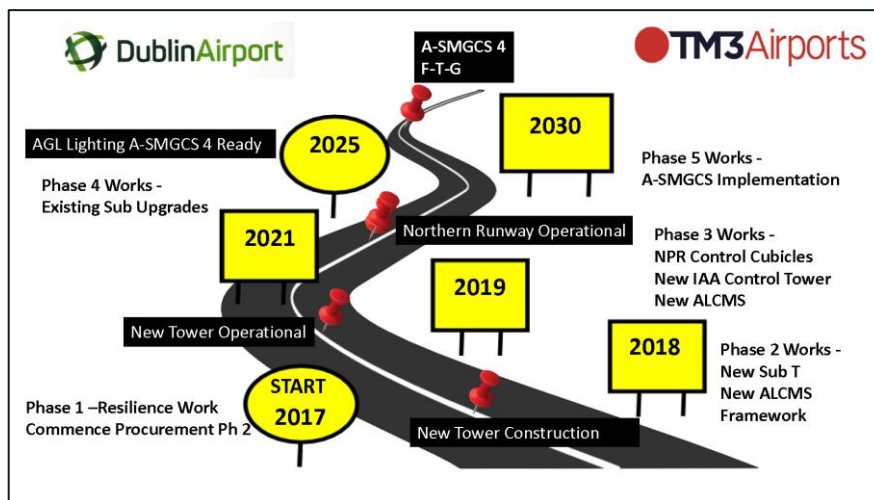 DublinAirport
A-SMGCS 4
F-T-G
TM3Airports
2030
2025
AGL Lighting A-SMGCS 4 Ready
Phase 5 Works -
A-SMGCS Implementation
Phase 4 Works -
Existing Sub Upgrades
2021
Northern Runway Operational
Phase 3 Works -
NPR Control Cubicles
New IAA Control Tower
New ALCMS
2019
New Tower Operational
2018
Phase 2 Works -
New Sub T
New ALCMS
Framework
START
2017
Phase 1 –Resilience Work
Commence Procurement Ph 2
New Tower Construction